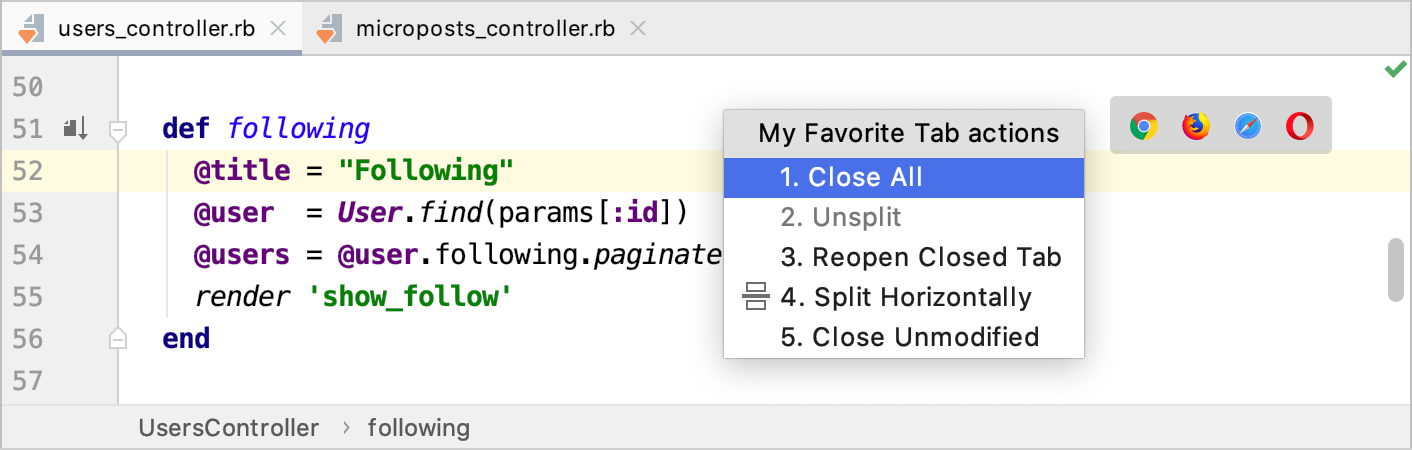 users_controller.rb
microposts_controller.rb
50
51 def following
52 @title = "Following"
53 @user  = User.find(params[:id])
54 @users = @user.following.paginate
55 render 'show_follow'
56 end
57
My Favorite Tab actions
1. Close All
2. Unsplit
3. Reopen Closed Tab
4. Split Horizontally
5. Close Unmodified
UsersController › following